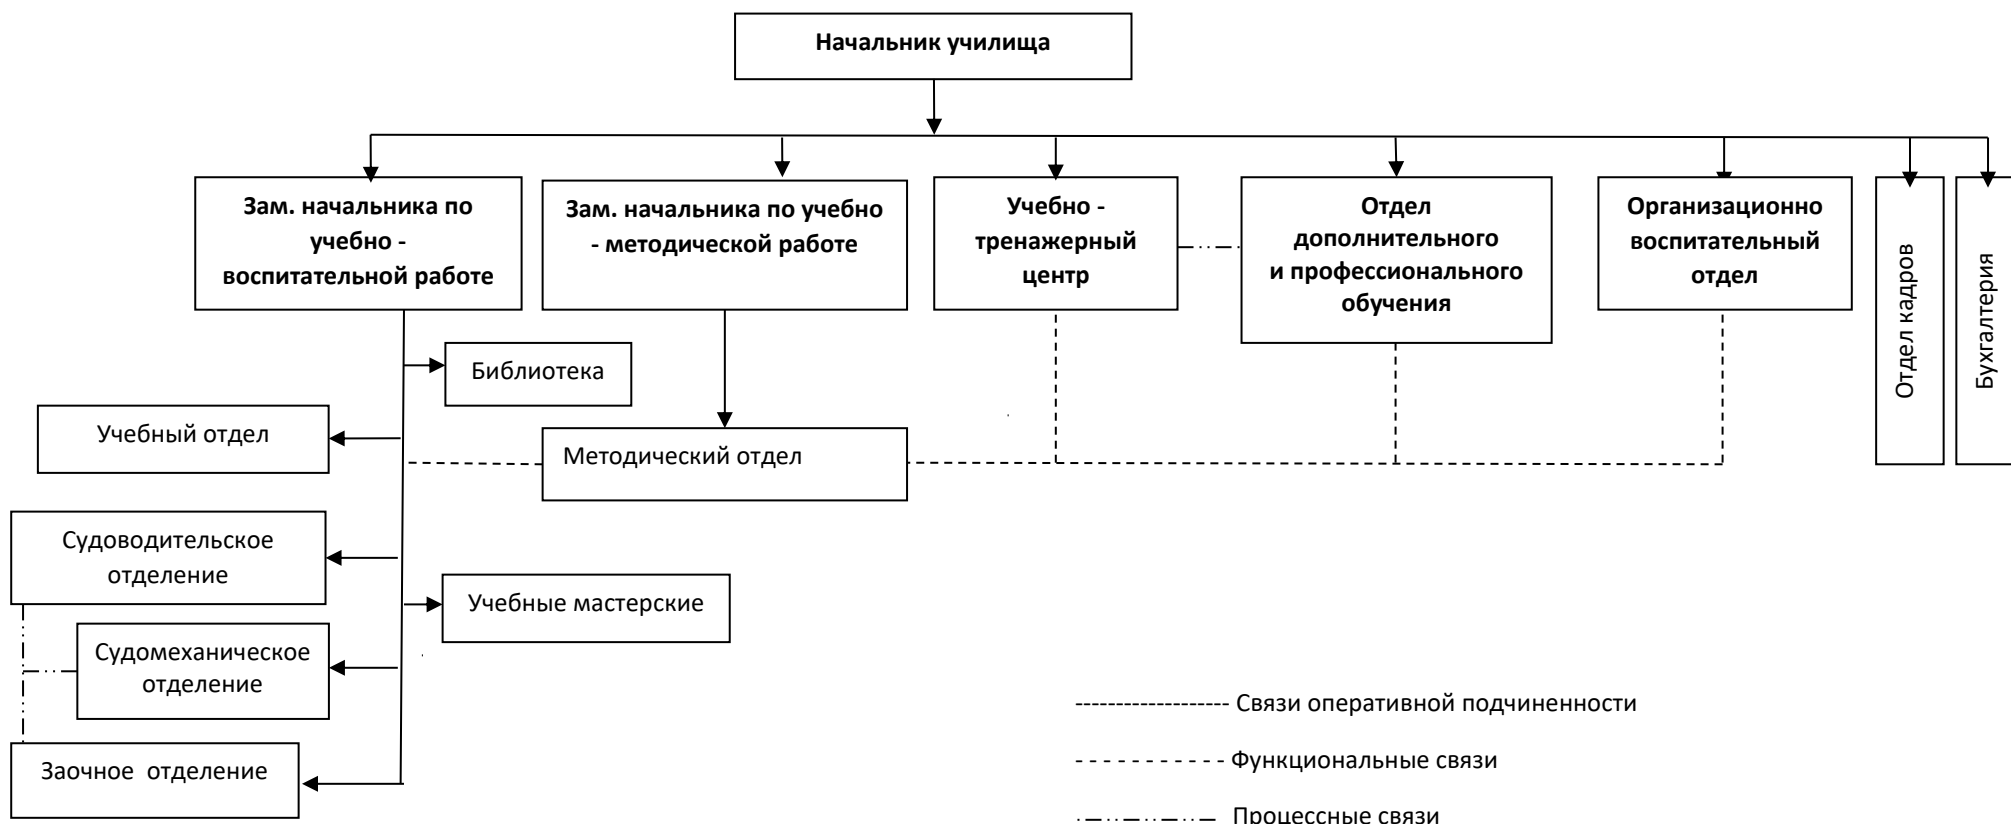 Начальник училища
Зам. начальника по
учебно -
воспитательной работе
Зам. начальника по учебно
- методической работе
Учебно -
тренажерный
центр
Отдел
дополнительного
и профессионального
обучения
Организационно
воспитательный
отдел
Отдел кадров
Бухгалтерия
Библиотека
Учебный отдел
Методический отдел
Судоводительское
отделение
Учебные мастерские
Судомеханическое
отделение
Заочное отделение
Связи оперативной подчиненности
Функциональные связи
Процессные связи